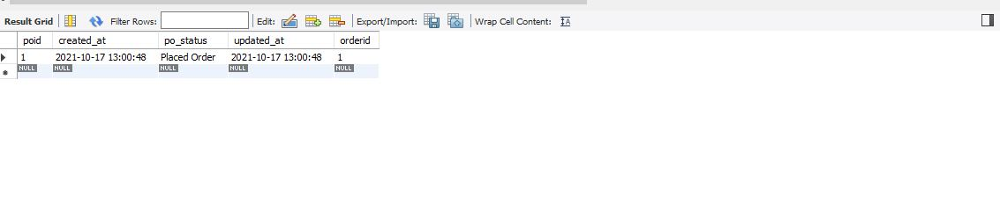 Result Grid Filter Rows: Edit: Export/Import: Wrap Cell Content: IA
poid created_at po_status updated_at orderid
1 2021-10-17 13:00:48 Placed Order 2021-10-17 13:00:48 1
NULL NULL NULL NULL NULL